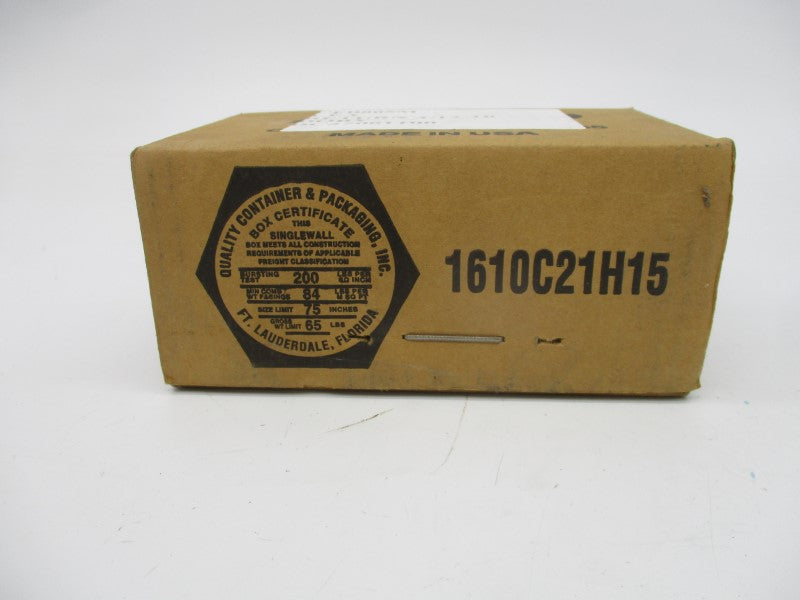 MADE IN USA
QUALITY CONTAINER & PACKAGING, INC.
BOX CERTIFICATE
THIS
SINGLEWALL
BOX MEETS ALL CONSTRUCTION
REQUIREMENTS OF APPLICABLE
FREIGHT CLASSIFICATION
BURSTING TEST 200 LBS PER SQ INCH
MIN COMB'T WT FACINGS 84 LBS PER M SQ FT
SIZE LIMIT 75 INCHES
GROSS WT LIMIT 65 LBS
FT. LAUDERDALE, FLORIDA
1610C21H15